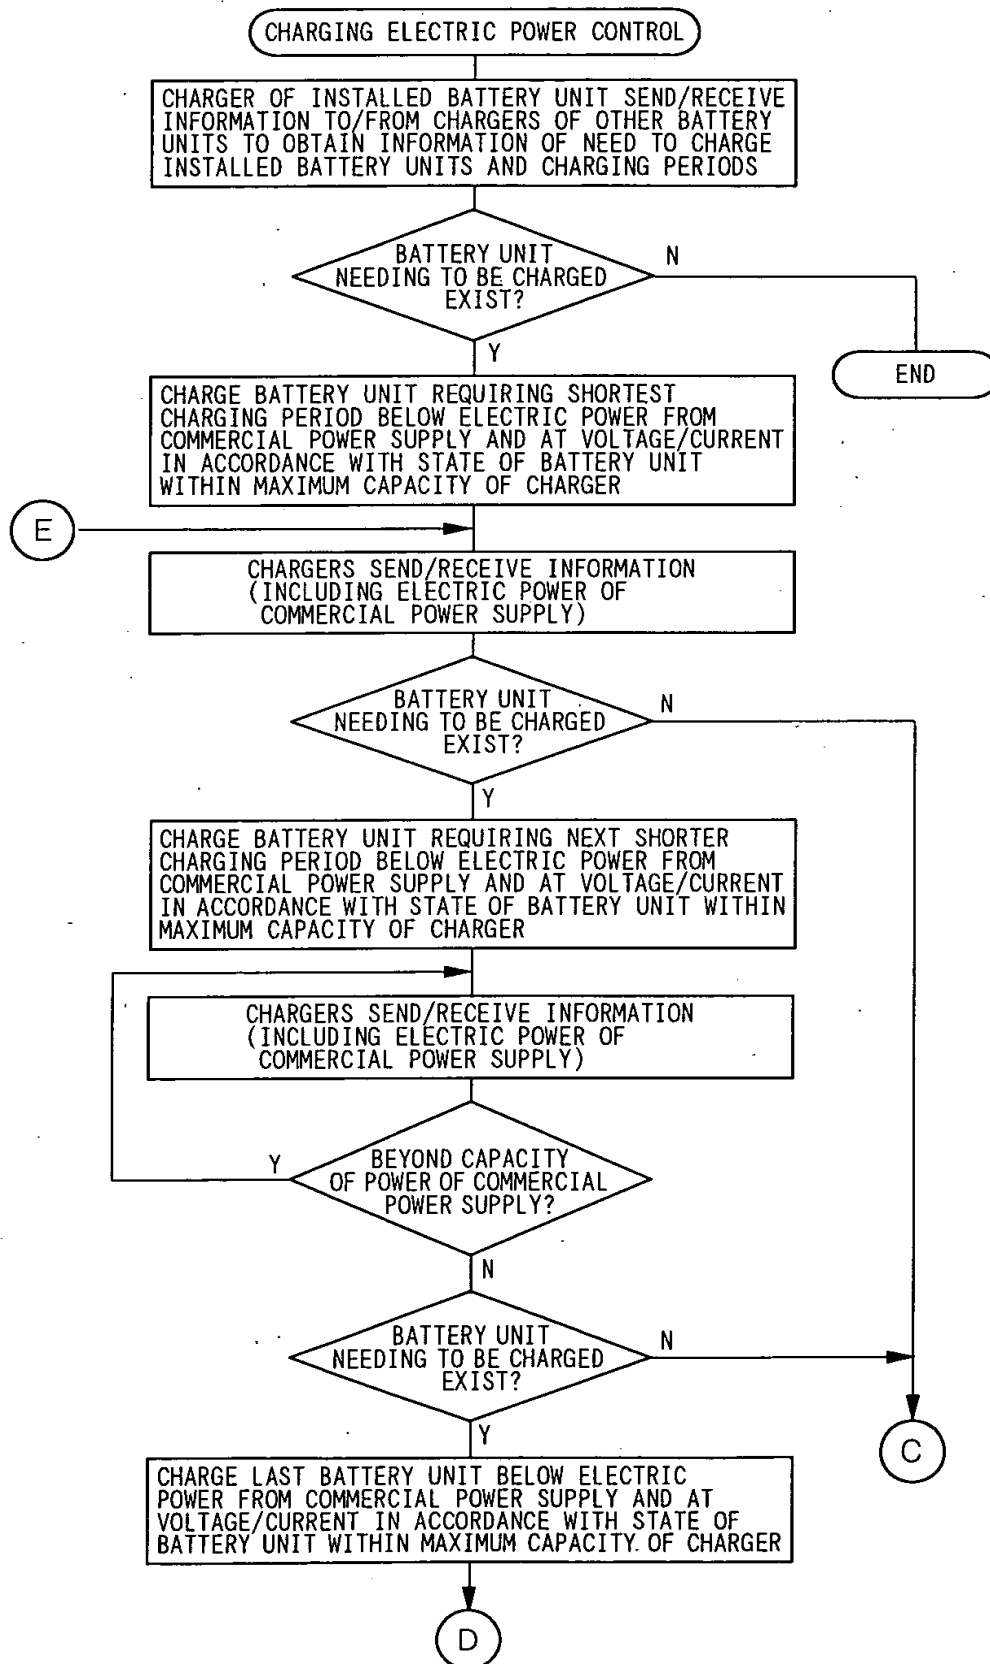 CHARGING ELECTRIC POWER CONTROL
CHARGER OF INSTALLED BATTERY UNIT SEND/RECEIVE
INFORMATION TO/FROM CHARGERS OF OTHER BATTERY
UNITS TO OBTAIN INFORMATION OF NEED TO CHARGE
INSTALLED BATTERY UNITS AND CHARGING PERIODS
BATTERY UNIT
NEEDING TO BE CHARGED
EXIST?
N
Y
END
CHARGE BATTERY UNIT REQUIRING SHORTEST
CHARGING PERIOD BELOW ELECTRIC POWER FROM
COMMERCIAL POWER SUPPLY AND AT VOLTAGE/CURRENT
IN ACCORDANCE WITH STATE OF BATTERY UNIT
WITHIN MAXIMUM CAPACITY OF CHARGER
E
CHARGERS SEND/RECEIVE INFORMATION
(INCLUDING ELECTRIC POWER OF
COMMERCIAL POWER SUPPLY)
BATTERY UNIT
NEEDING TO BE CHARGED
EXIST?
N
Y
CHARGE BATTERY UNIT REQUIRING NEXT SHORTER
CHARGING PERIOD BELOW ELECTRIC POWER FROM
COMMERCIAL POWER SUPPLY AND AT VOLTAGE/CURRENT
IN ACCORDANCE WITH STATE OF BATTERY UNIT WITHIN
MAXIMUM CAPACITY OF CHARGER
CHARGERS SEND/RECEIVE INFORMATION
(INCLUDING ELECTRIC POWER OF
COMMERCIAL POWER SUPPLY)
Y
BEYOND CAPACITY
OF POWER OF COMMERCIAL
POWER SUPPLY?
N
BATTERY UNIT
NEEDING TO BE CHARGED
EXIST?
N
Y
C
CHARGE LAST BATTERY UNIT BELOW ELECTRIC
POWER FROM COMMERCIAL POWER SUPPLY AND AT
VOLTAGE/CURRENT IN ACCORDANCE WITH STATE OF
BATTERY UNIT WITHIN MAXIMUM CAPACITY OF CHARGER
D